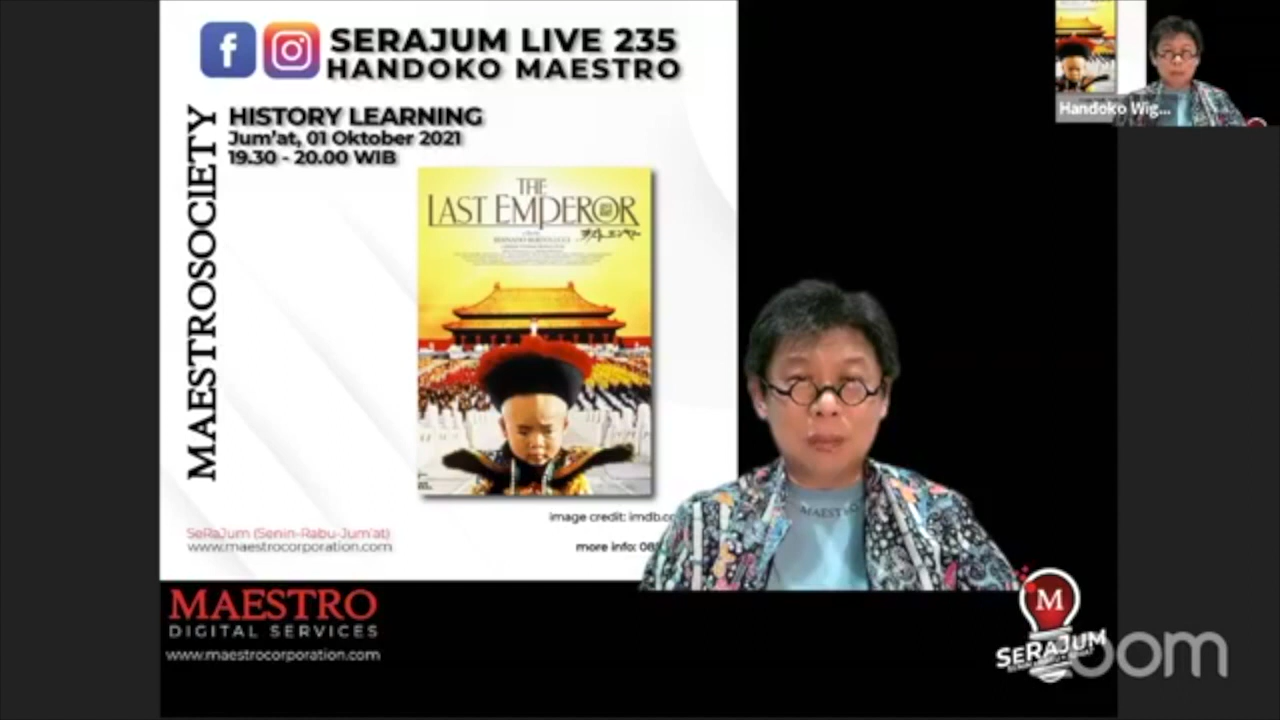 SERAJUM LIVE 235
HANDOKO MAESTRO
HISTORY LEARNING
Jum'at, 01 Oktober 2021
19.30 - 20.00 WIB
MAESTROSOCIETY
THE
LAST EMPEROR
image credit: imdb.co
more info: 08
SeRaJum (Senin-Rabu-Jum'at)
www.maestrocorporation.com
MAESTRO
DIGITAL SERVICES
www.maestrocorporation.com
Handoko Wig...
MAESTRO
M
SERAJUM
zoom